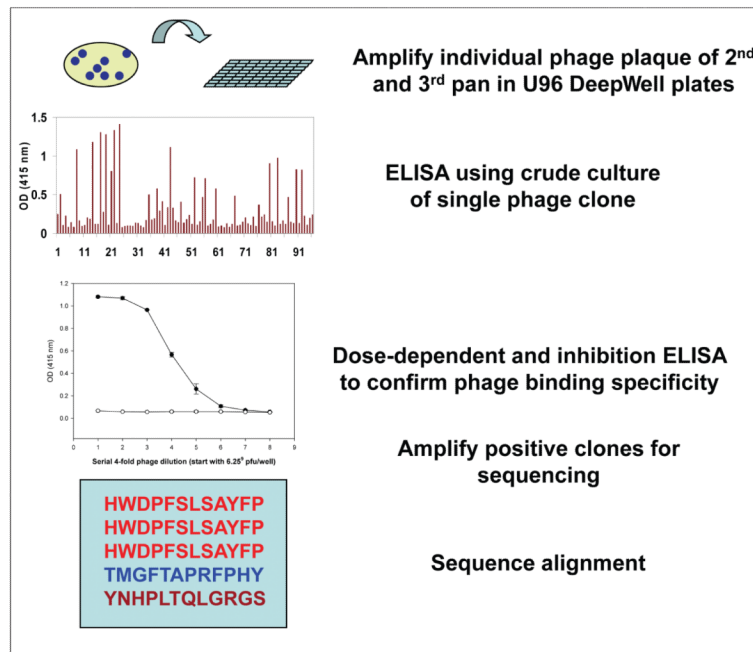 Amplify individual phage plaque of 2nd
and 3rd pan in U96 DeepWell plates
1.5
1
0.5
0
OD (415 nm)
1 11 21 31 41 51 61 71 81 91
ELISA using crude culture
of single phage clone
1.2
1.0
0.8
0.6
0.4
0.2
0.0
OD (415 nm)
0 1 2 3 4 5 6 7 8 9
Serial 4-fold phage dilution (start with 6.25⁹ pfu/well)
Dose-dependent and inhibition ELISA
to confirm phage binding specificity
Amplify positive clones for
sequencing
HWDPFSLSAYFP
HWDPFSLSAYFP
HWDPFSLSAYFP
TMGFTAPRFPHY
YNHPLTQLGRGS
Sequence alignment